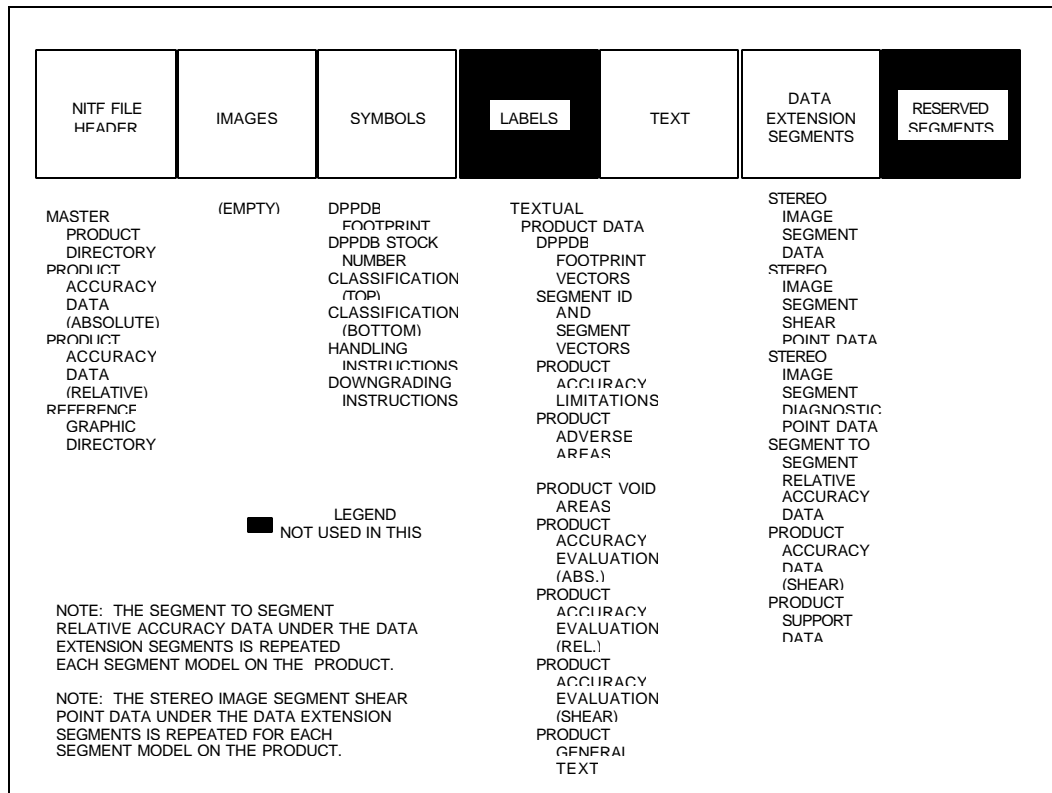 NITF FILE
HEADER
IMAGES
SYMBOLS
LABELS
TEXT
DATA
EXTENSION
SEGMENTS
RESERVED
SEGMENTS
MASTER
PRODUCT
DIRECTORY
PRODUCT
ACCURACY
DATA
(ABSOLUTE)
PRODUCT
ACCURACY
DATA
(RELATIVE)
REFERENCE
GRAPHIC
DIRECTORY
(EMPTY)
DPPDB
FOOTPRINT
DPPDB STOCK
NUMBER
CLASSIFICATION
(TOP)
CLASSIFICATION
(BOTTOM)
HANDLING
INSTRUCTIONS
DOWNGRADING
INSTRUCTIONS
TEXTUAL
PRODUCT DATA
DPPDB
FOOTPRINT
VECTORS
SEGMENT ID
AND
SEGMENT
VECTORS
PRODUCT
ACCURACY
LIMITATIONS
PRODUCT
ADVERSE
AREAS
PRODUCT VOID
AREAS
PRODUCT
ACCURACY
EVALUATION
(ABS.)
PRODUCT
ACCURACY
EVALUATION
(REL.)
PRODUCT
ACCURACY
EVALUATION
(SHEAR)
PRODUCT
GENERAL
TEXT
STEREO
IMAGE
SEGMENT
DATA
STEREO
IMAGE
SEGMENT
SHEAR
POINT DATA
STEREO
IMAGE
SEGMENT
DIAGNOSTIC
POINT DATA
SEGMENT TO
SEGMENT
RELATIVE
ACCURACY
DATA
PRODUCT
ACCURACY
DATA
(SHEAR)
PRODUCT
SUPPORT
DATA
LEGEND
NOT USED IN THIS
NOTE: THE SEGMENT TO SEGMENT
RELATIVE ACCURACY DATA UNDER THE DATA
EXTENSION SEGMENTS IS REPEATED
EACH SEGMENT MODEL ON THE PRODUCT.
NOTE: THE STEREO IMAGE SEGMENT SHEAR
POINT DATA UNDER THE DATA EXTENSION
SEGMENTS IS REPEATED FOR EACH
SEGMENT MODEL ON THE PRODUCT.